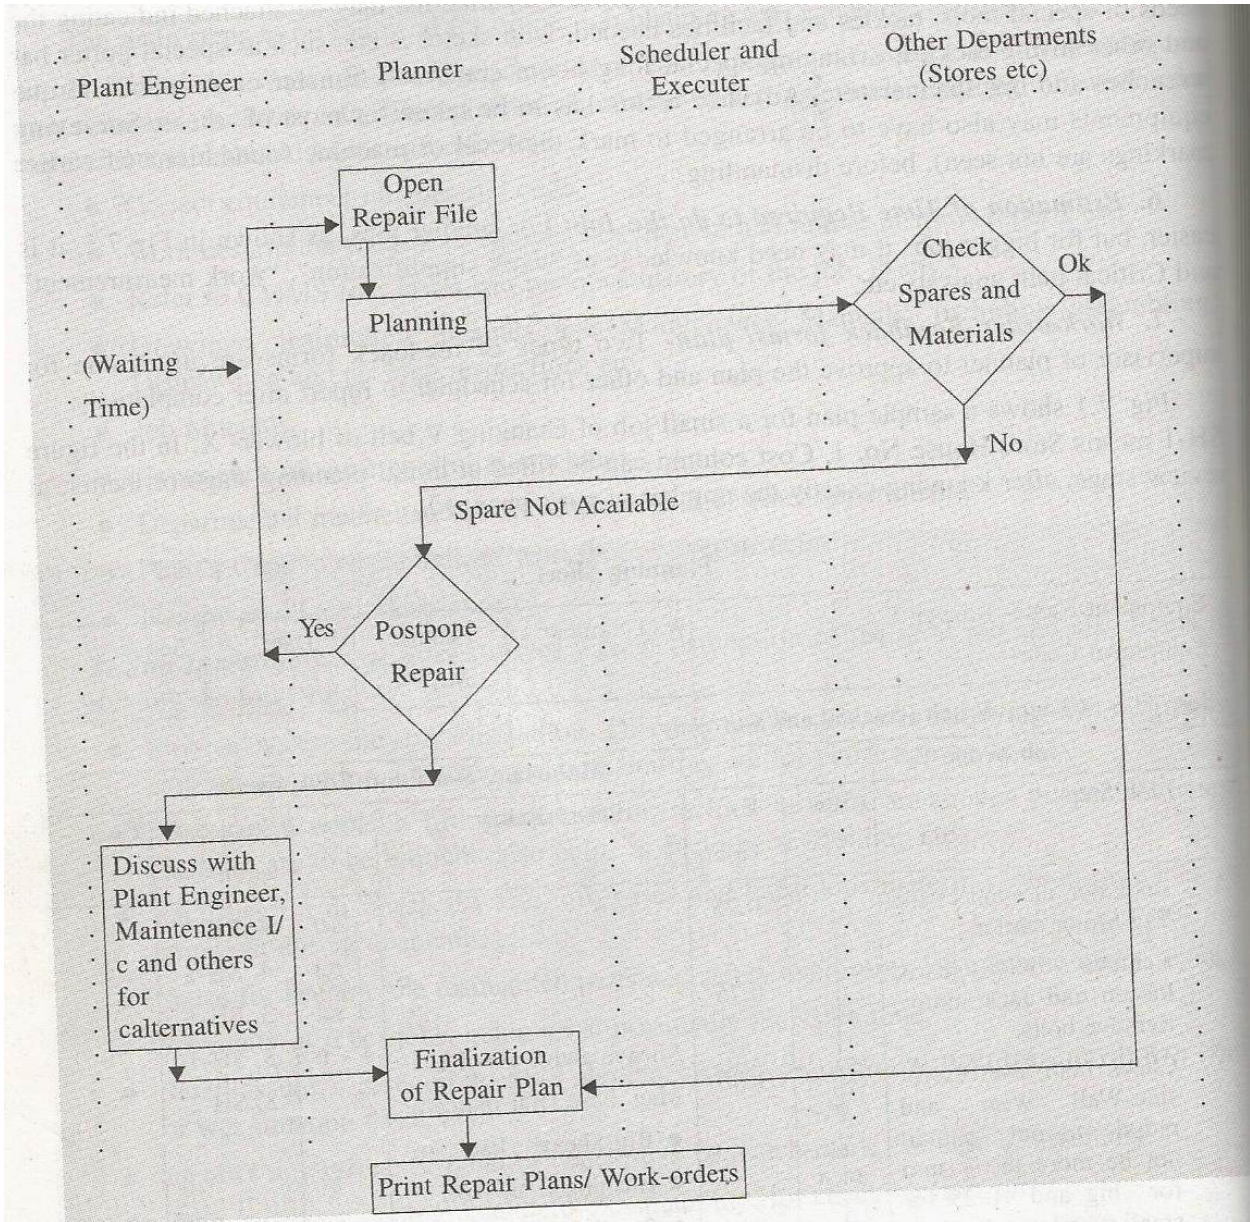 Plant Engineer
Planner
Scheduler and
Executer
Other Departments
(Stores etc)
Open
Repair File
Planning
Check
Spares and
Materials
Ok
(Waiting
Time)
No
Spare Not Acailable
Yes
Postpone
Repair
Discuss with
Plant Engineer,
Maintenance I/
c and others
for
calternatives
Finalization
of Repair Plan
Print Repair Plans/ Work-orders